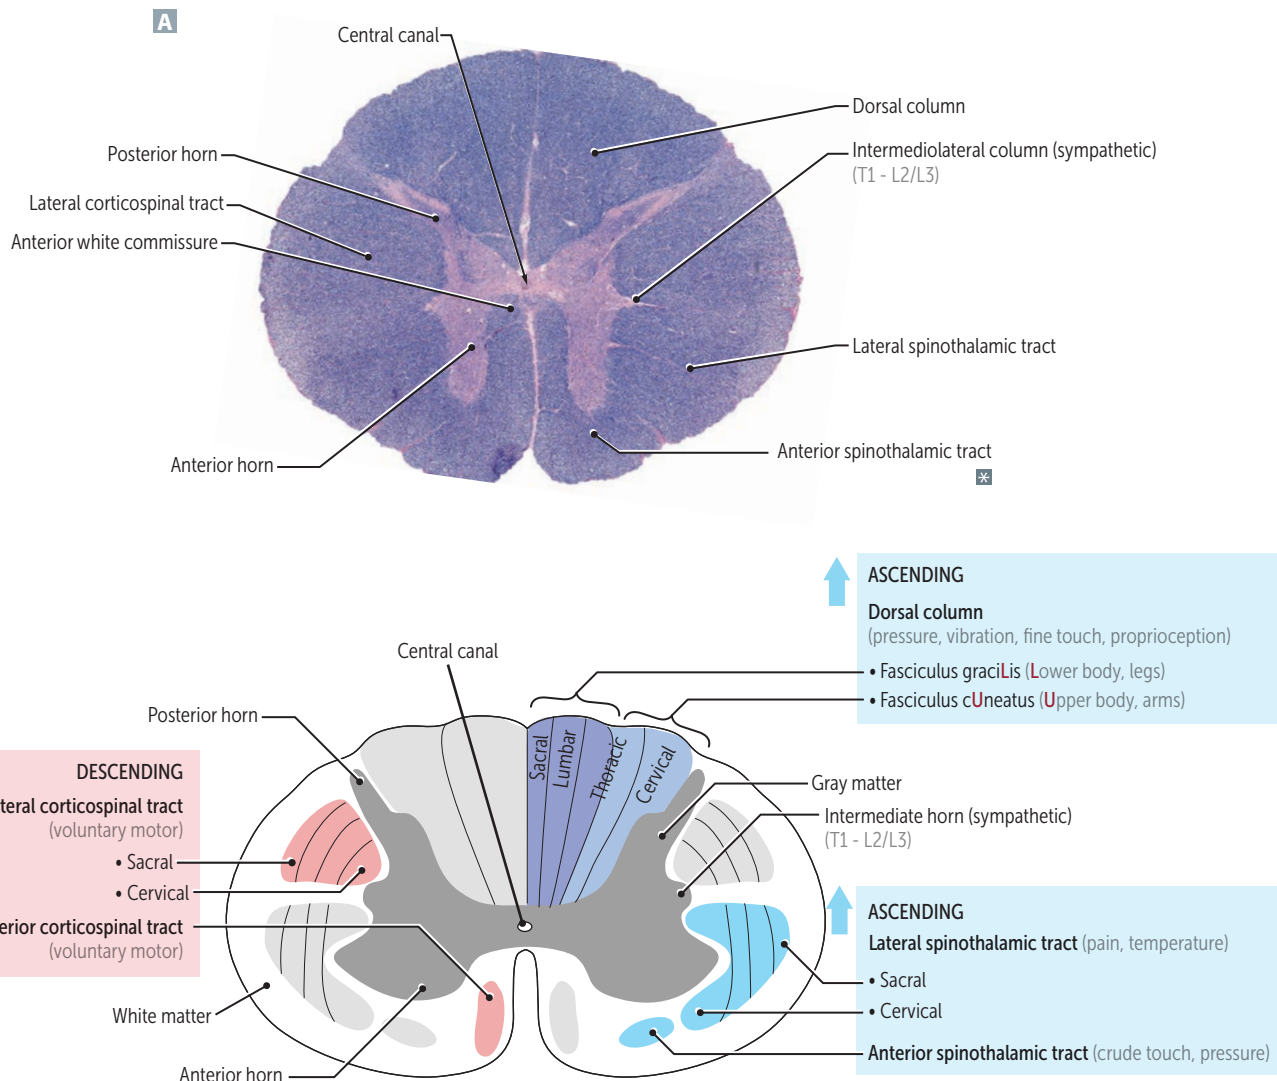 A
Central canal
Dorsal column
Posterior horn
Intermediolateral column (sympathetic)
(T1 - L2/L3)
Lateral corticospinal tract
Anterior white commissure
Lateral spinothalamic tract
Anterior horn
Anterior spinothalamic tract
ASCENDING
Dorsal column
(pressure, vibration, fine touch, proprioception)
• Fasciculus graciLis (Lower body, legs)
• Fasciculus cUneatus (Upper body, arms)
Central canal
Posterior horn
Sacral
Lumbar
Thoracic
Cervical
DESCENDING
teral corticospinal tract
(voluntary motor)
• Sacral
• Cervical
erior corticospinal tract
(voluntary motor)
Gray matter
Intermediate horn (sympathetic)
(T1 - L2/L3)
ASCENDING
Lateral spinothalamic tract (pain, temperature)
• Sacral
• Cervical
Anterior spinothalamic tract (crude touch, pressure)
White matter
Anterior horn